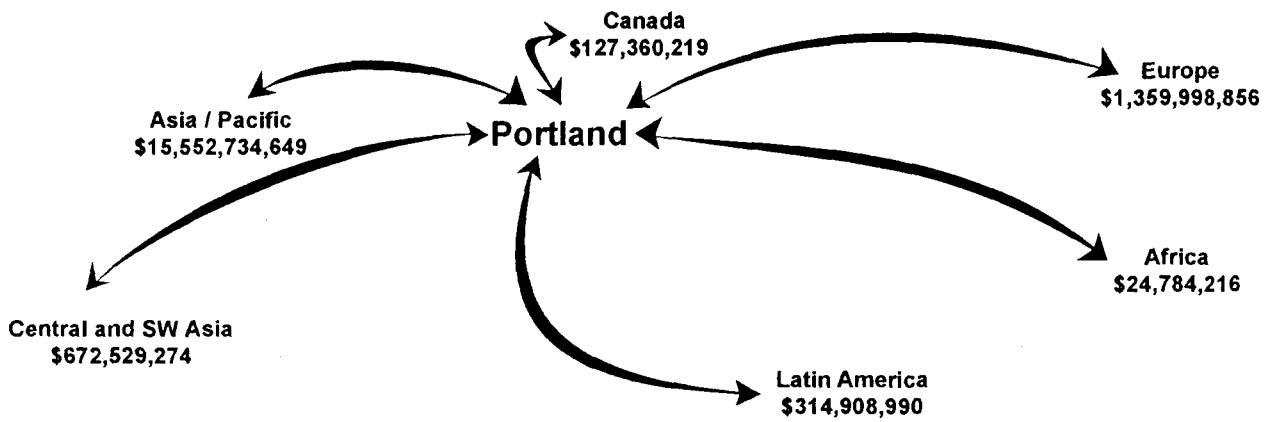 Canada
$127,360,219
Europe
$1,359,998,856
Asia / Pacific
$15,552,734,649
Portland
Africa
$24,784,216
Central and SW Asia
$672,529,274
Latin America
$314,908,990